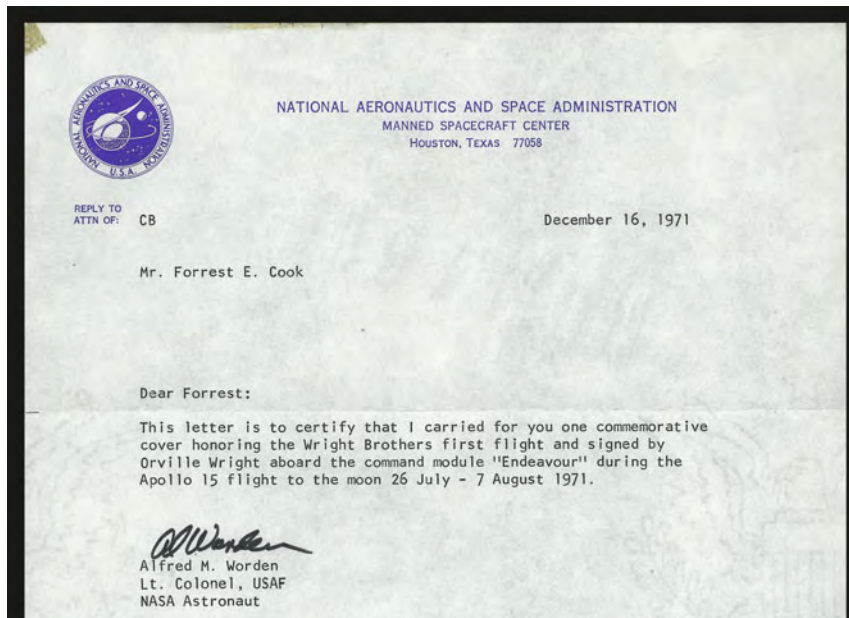 NATIONAL AERONAUTICS AND SPACE ADMINISTRATION
U.S.A.
NATIONAL AERONAUTICS AND SPACE ADMINISTRATION
MANNED SPACECRAFT CENTER
HOUSTON, TEXAS 77058
REPLY TO
ATTN OF: CB
December 16, 1971
Mr. Forrest E. Cook
Dear Forrest:
This letter is to certify that I carried for you one commemorative
cover honoring the Wright Brothers first flight and signed by
Orville Wright aboard the command module "Endeavour" during the
Apollo 15 flight to the moon 26 July - 7 August 1971.
Al Worden
Alfred M. Worden
Lt. Colonel, USAF
NASA Astronaut